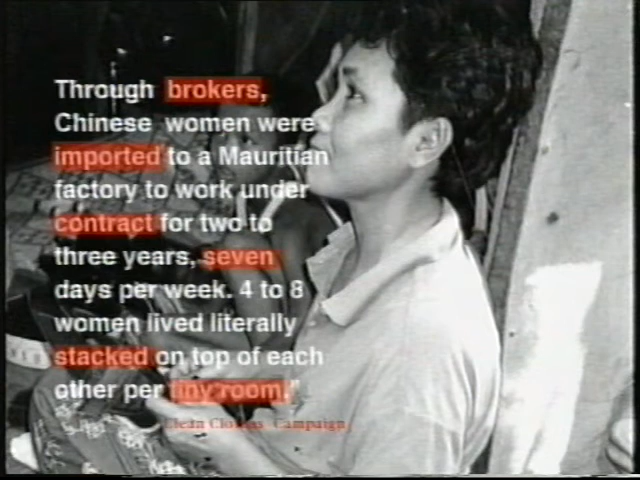 Through brokers,
Chinese women were
imported to a Mauritian
factory to work under
contract for two to
three years, seven
days per week. 4 to 8
women lived literally
stacked on top of each
other per tiny room."
Clean Clothes Campaign